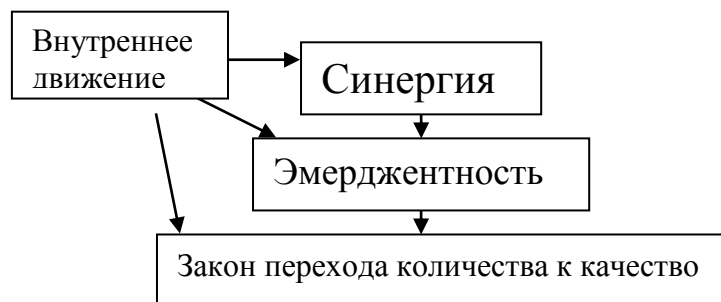 Внутреннее
движение
Синергия
Эмерджентность
Закон перехода количества к качество